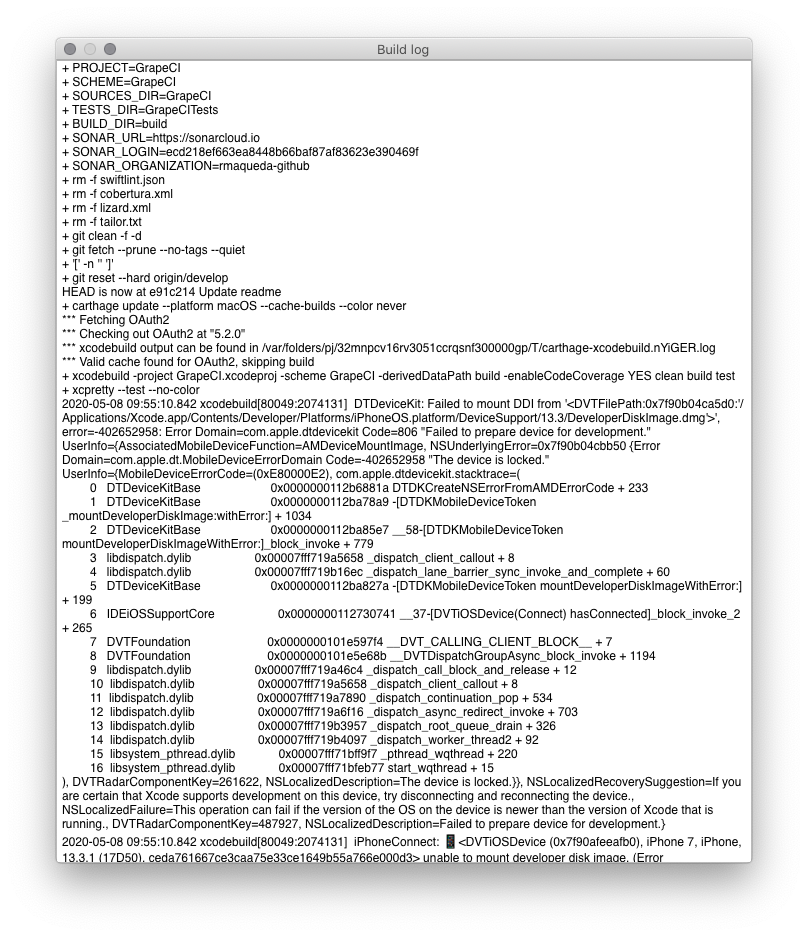 Build log
+ PROJECT=GrapeCI
+ SCHEME=GrapeCI
+ SOURCES_DIR=GrapeCI
+ TESTS_DIR=GrapeCITests
+ BUILD_DIR=build
+ SONAR_URL=https://sonarcloud.io
+ SONAR_LOGIN=ecd218ef663ea8448b66baf87af83623e390469f
+ SONAR_ORGANIZATION=rmaqueda-github
+ rm -f swiftlint.json
+ rm -f cobertura.xml
+ rm -f lizard.xml
+ rm -f tailor.txt
+ git clean -f -d
+ git fetch --prune --no-tags --quiet
+ '[' -n '' ']'
+ git reset --hard origin/develop
HEAD is now at e91c214 Update readme
+ carthage update --platform macOS --cache-builds --color never
*** Fetching OAuth2
*** Checking out OAuth2 at "5.2.0"
*** xcodebuild output can be found in /var/folders/pj/32mnpcv16rv3051ccrqsnf300000gp/T/carthage-xcodebuild.nYiGER.log
*** Valid cache found for OAuth2, skipping build
+ xcodebuild -project GrapeCI.xcodeproj -scheme GrapeCI -derivedDataPath build -enableCodeCoverage YES clean build test
+ xcpretty --test --no-color
2020-05-08 09:55:10.842 xcodebuild[80049:2074131]  DTDeviceKit: Failed to mount DDI from '<DVTFilePath:0x7f90b04ca5d0:'/
Applications/Xcode.app/Contents/Developer/Platforms/iPhoneOS.platform/DeviceSupport/13.3/DeveloperDiskImage.dmg'>',
error=-402652958: Error Domain=com.apple.dtdevicekit Code=806 "Failed to prepare device for development."
UserInfo={AssociatedMobileDeviceFunction=AMDeviceMountImage, NSUnderlyingError=0x7f90b04cbb50 {Error
Domain=com.apple.dt.MobileDeviceErrorDomain Code=-402652958 "The device is locked."
UserInfo={MobileDeviceErrorCode=(0xE80000E2), com.apple.dtdevicekit.stacktrace=(
0   DTDeviceKitBase   0x0000000112b6881a DTDKCreateNSErrorFromAMDErrorCode + 233
1   DTDeviceKitBase   0x0000000112ba78a9 -[DTDKMobileDeviceToken
_mountDeveloperDiskImage:withError:] + 1034
2   DTDeviceKitBase   0x0000000112ba85e7 __58-[DTDKMobileDeviceToken
mountDeveloperDiskImageWithError:]_block_invoke + 779
3   libdispatch.dylib   0x00007fff719a5658 _dispatch_client_callout + 8
4   libdispatch.dylib   0x00007fff719b16ec _dispatch_lane_barrier_sync_invoke_and_complete + 60
5   DTDeviceKitBase   0x0000000112ba827a -[DTDKMobileDeviceToken mountDeveloperDiskImageWithError:]
+ 199
6   IDEiOSSupportCore   0x0000000112730741 __37-[DVTiOSDevice(Connect) hasConnected]_block_invoke_2
+ 265
7   DVTFoundation   0x0000000101e597f4 __DVT_CALLING_CLIENT_BLOCK__ + 7
8   DVTFoundation   0x0000000101e5e68b __DVTDispatchGroupAsync_block_invoke + 1194
9   libdispatch.dylib   0x00007fff719a46c4 _dispatch_call_block_and_release + 12
10  libdispatch.dylib   0x00007fff719a5658 _dispatch_client_callout + 8
11  libdispatch.dylib   0x00007fff719a7890 _dispatch_continuation_pop + 534
12  libdispatch.dylib   0x00007fff719a6f16 _dispatch_async_redirect_invoke + 703
13  libdispatch.dylib   0x00007fff719b3957 _dispatch_root_queue_drain + 326
14  libdispatch.dylib   0x00007fff719b4097 _dispatch_worker_thread2 + 92
15  libsystem_pthread.dylib   0x00007fff71bff9f7 _pthread_wqthread + 220
16  libsystem_pthread.dylib   0x00007fff71bfeb77 start_wqthread + 15
), DVTRadarComponentKey=261622, NSLocalizedDescription=The device is locked.}}, NSLocalizedRecoverySuggestion=If you
are certain that Xcode supports development on this device, try disconnecting and reconnecting the device.,
NSLocalizedFailure=This operation can fail if the version of the OS on the device is newer than the version of Xcode that is
running., DVTRadarComponentKey=487927, NSLocalizedDescription=Failed to prepare device for development.}
2020-05-08 09:55:10.842 xcodebuild[80049:2074131]  iPhoneConnect: 📱<DVTiOSDevice (0x7f90afeeafb0), iPhone 7, iPhone,
13.3.1 (17D50), ceda761667ce3caa75e33ce1649b55a766e000d3> unable to mount developer disk image, (Error